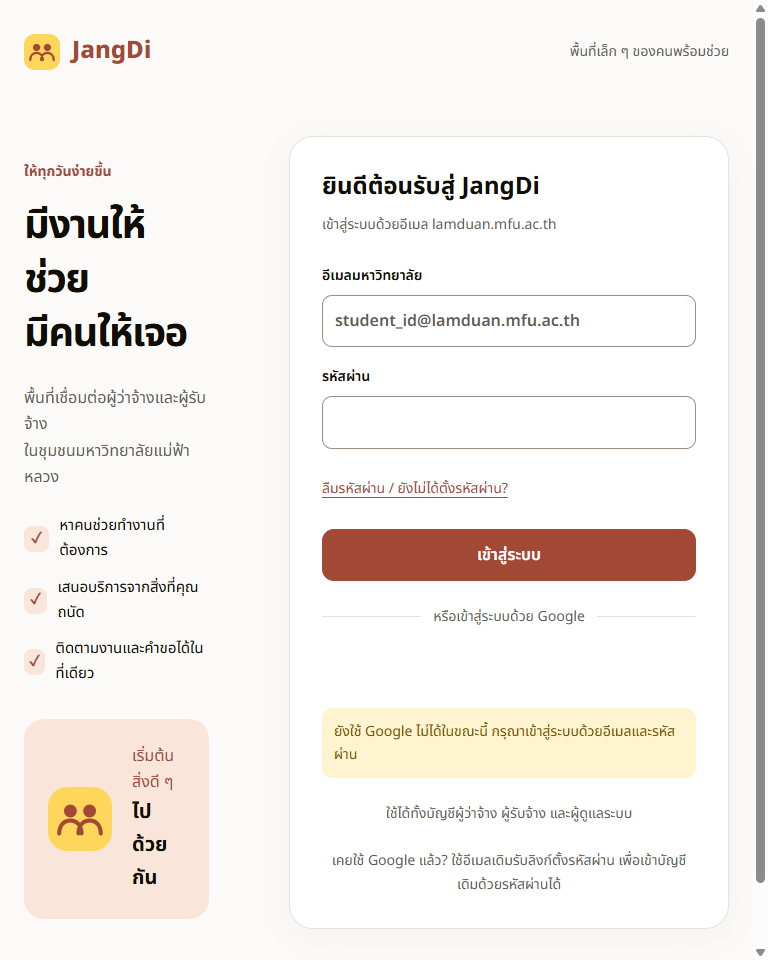 JangDi
พื้นที่เล็ก ๆ ของคนพร้อมช่วย
ให้ทุกวันง่ายขึ้น
มีงานให้
ช่วย
มีคนให้เจอ
พื้นที่เชื่อมต่อผู้ว่าจ้างและผู้รับ
จ้าง
ในชุมชนมหาวิทยาลัยแม่ฟ้า
หลวง
หาคนช่วยทำงานที่
ต้องการ
เสนอบริการจากสิ่งที่คุณ
ถนัด
ติดตามงานและคำขอได้ใน
ที่เดียว
เริ่มต้น
สิ่งดี ๆ
ไป
ด้วย
กัน
ยินดีต้อนรับสู่ JangDi
เข้าสู่ระบบด้วยอีเมล lamduan.mfu.ac.th
อีเมลมหาวิทยาลัย
student_id@lamduan.mfu.ac.th
รหัสผ่าน
ลืมรหัสผ่าน / ยังไม่ได้ตั้งรหัสผ่าน?
เข้าสู่ระบบ
หรือเข้าสู่ระบบด้วย Google
ยังใช้ Google ไม่ได้ในขณะนี้ กรุณาเข้าสู่ระบบด้วยอีเมลและรหัส
ผ่าน
ใช้ได้ทั้งบัญชีผู้ว่าจ้าง ผู้รับจ้าง และผู้ดูแลระบบ
เคยใช้ Google แล้ว? ใช้อีเมลเดิมรับลิงก์ตั้งรหัสผ่าน เพื่อเข้าบัญชี
เดิมด้วยรหัสผ่านได้